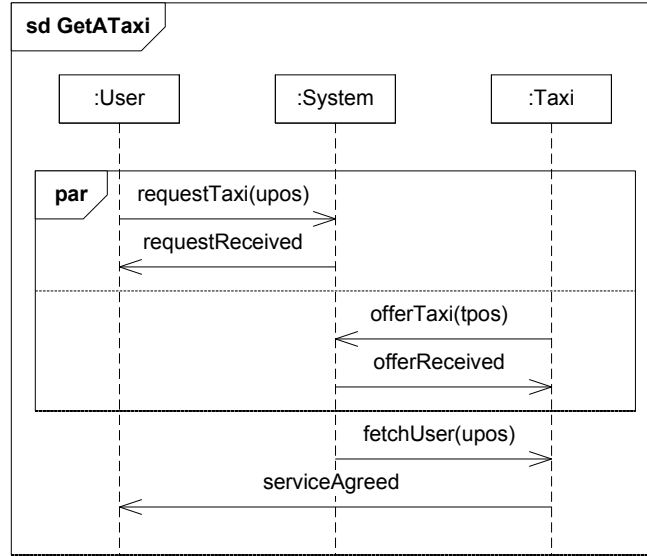 sd GetATaxi
:User
:System
:Taxi
par
requestTaxi(upos)
requestReceived
offerTaxi(tpos)
offerReceived
fetchUser(upos)
serviceAgreed